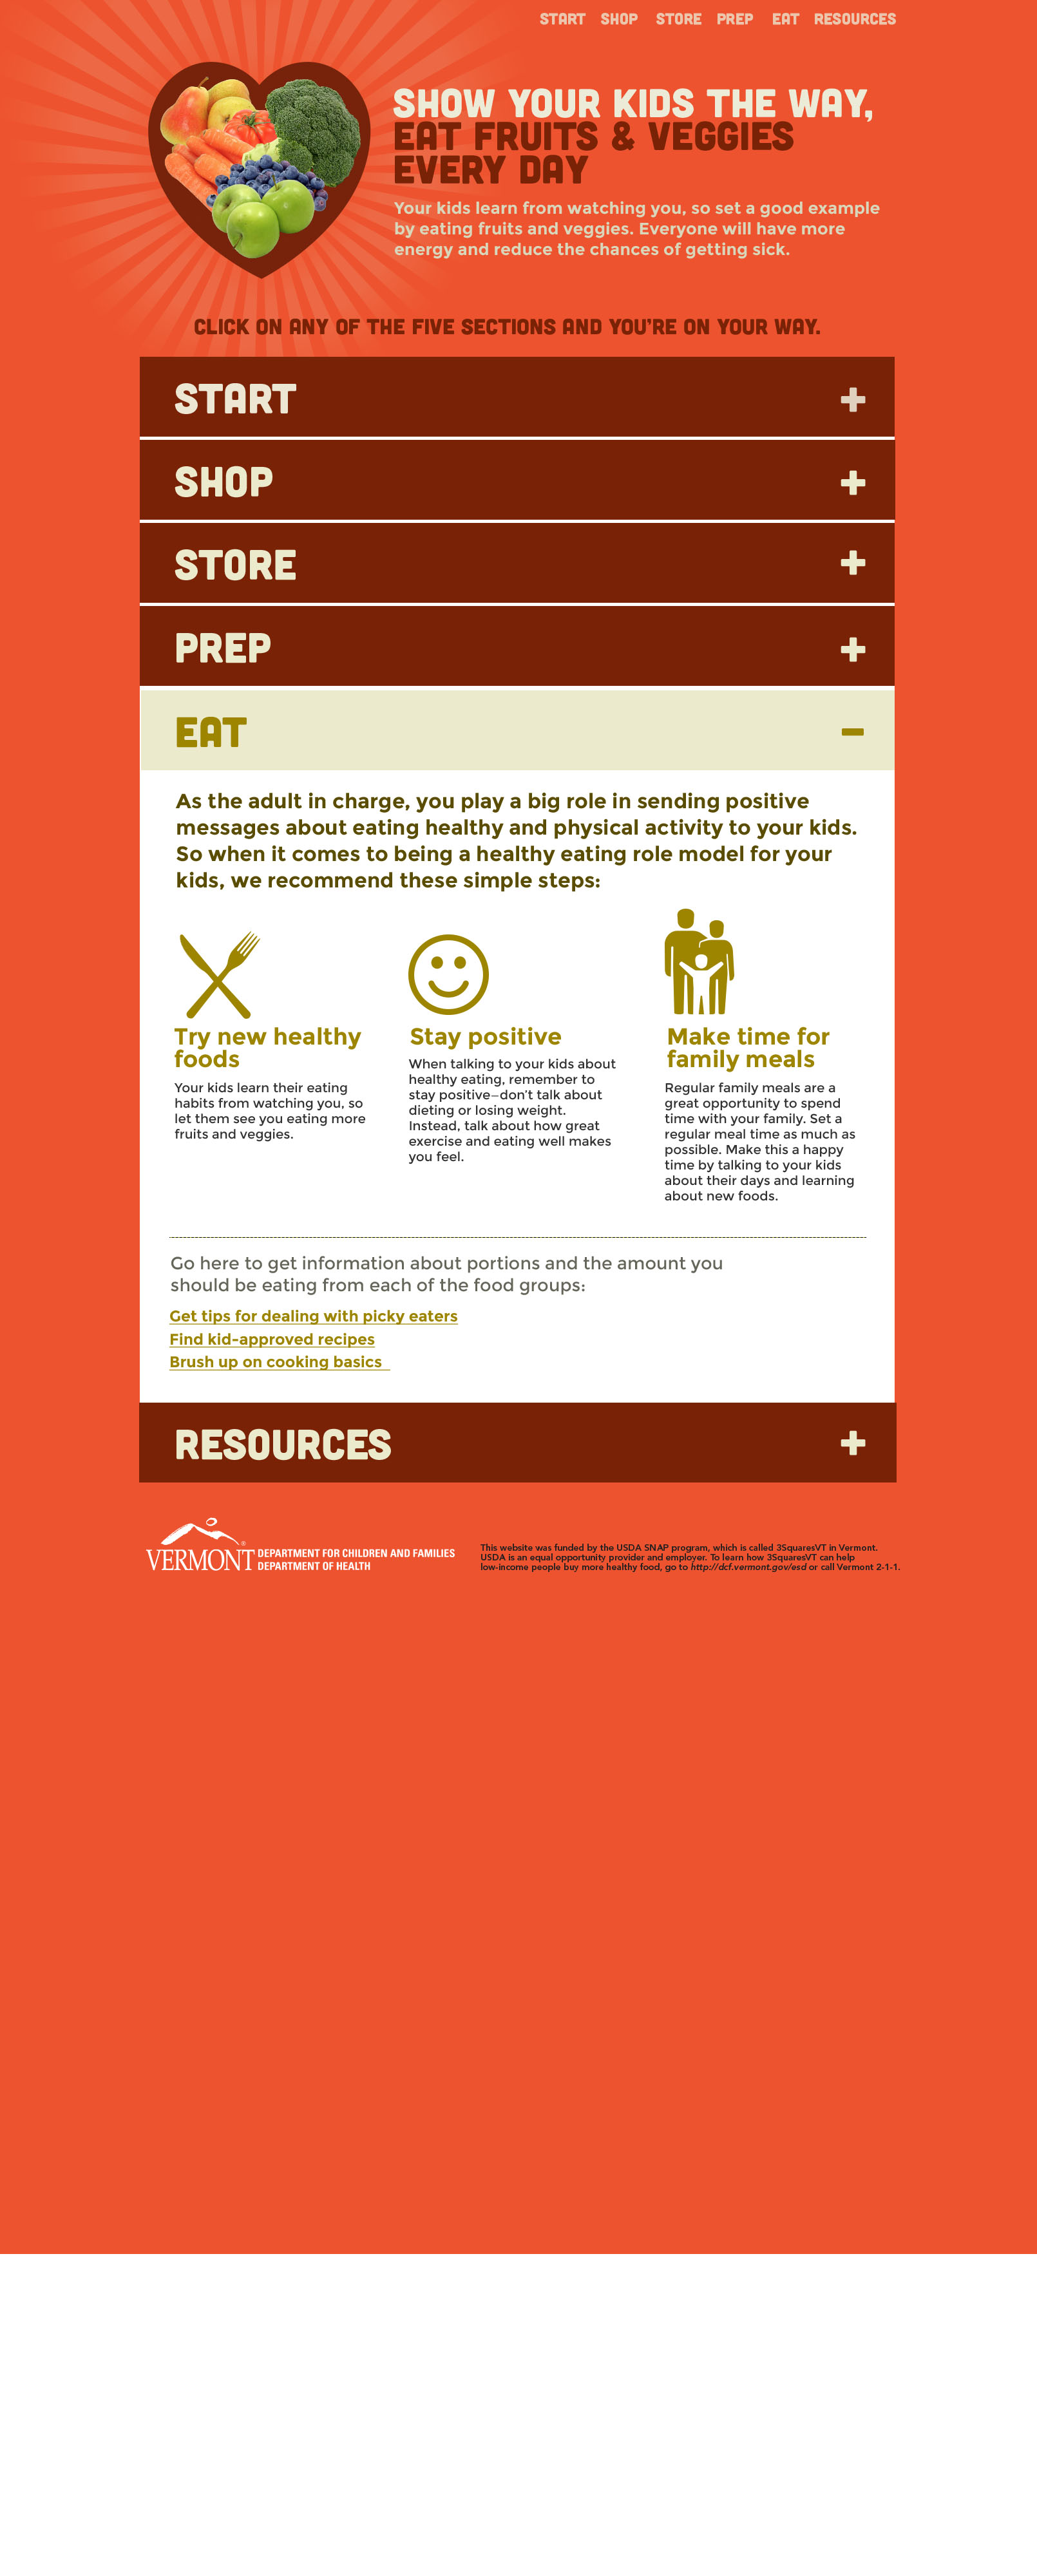 START SHOP STORE PREP EAT RESOURCES
SHOW YOUR KIDS THE WAY,
EAT FRUITS & VEGGIES
EVERY DAY
Your kids learn from watching you, so set a good example
by eating fruits and veggies. Everyone will have more
energy and reduce the chances of getting sick.
CLICK ON ANY OF THE FIVE SECTIONS AND YOU'RE ON YOUR WAY.
START +
SHOP +
STORE +
PREP +
EAT –
As the adult in charge, you play a big role in sending positive
messages about eating healthy and physical activity to your kids.
So when it comes to being a healthy eating role model for your
kids, we recommend these simple steps:
Try new healthy
foods
Your kids learn their eating
habits from watching you, so
let them see you eating more
fruits and veggies.
Stay positive
When talking to your kids about
healthy eating, remember to
stay positive—don't talk about
dieting or losing weight.
Instead, talk about how great
exercise and eating well makes
you feel.
Make time for
family meals
Regular family meals are a
great opportunity to spend
time with your family. Set a
regular meal time as much as
possible. Make this a happy
time by talking to your kids
about their days and learning
about new foods.
Go here to get information about portions and the amount you
should be eating from each of the food groups:
Get tips for dealing with picky eaters
Find kid-approved recipes
Brush up on cooking basics
RESOURCES +
VERMONT ®
DEPARTMENT FOR CHILDREN AND FAMILIES
DEPARTMENT OF HEALTH
This website was funded by the USDA SNAP program, which is called 3SquaresVT in Vermont.
USDA is an equal opportunity provider and employer. To learn how 3SquaresVT can help
low-income people buy more healthy food, go to http://dcf.vermont.gov/esd or call Vermont 2-1-1.